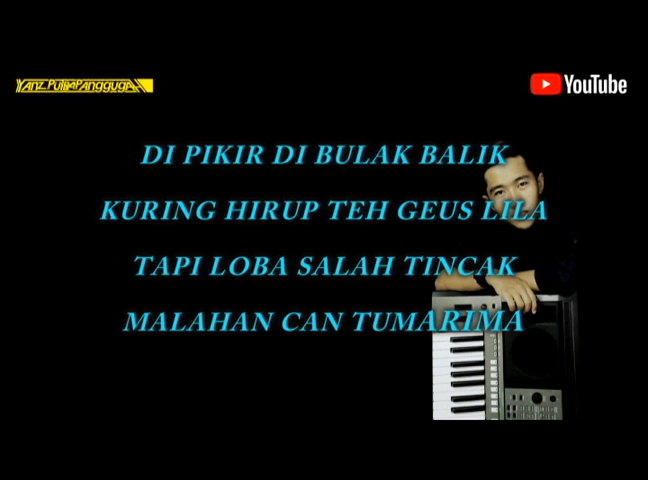 YANZ PUTRA PANGGUGAH
YouTube
DI PIKIR DI BULAK BALIK
KURING HIRUP TEH GEUS LILA
TAPI LOBA SALAH TINCAK
MALAHAN CAN TUMARIMA